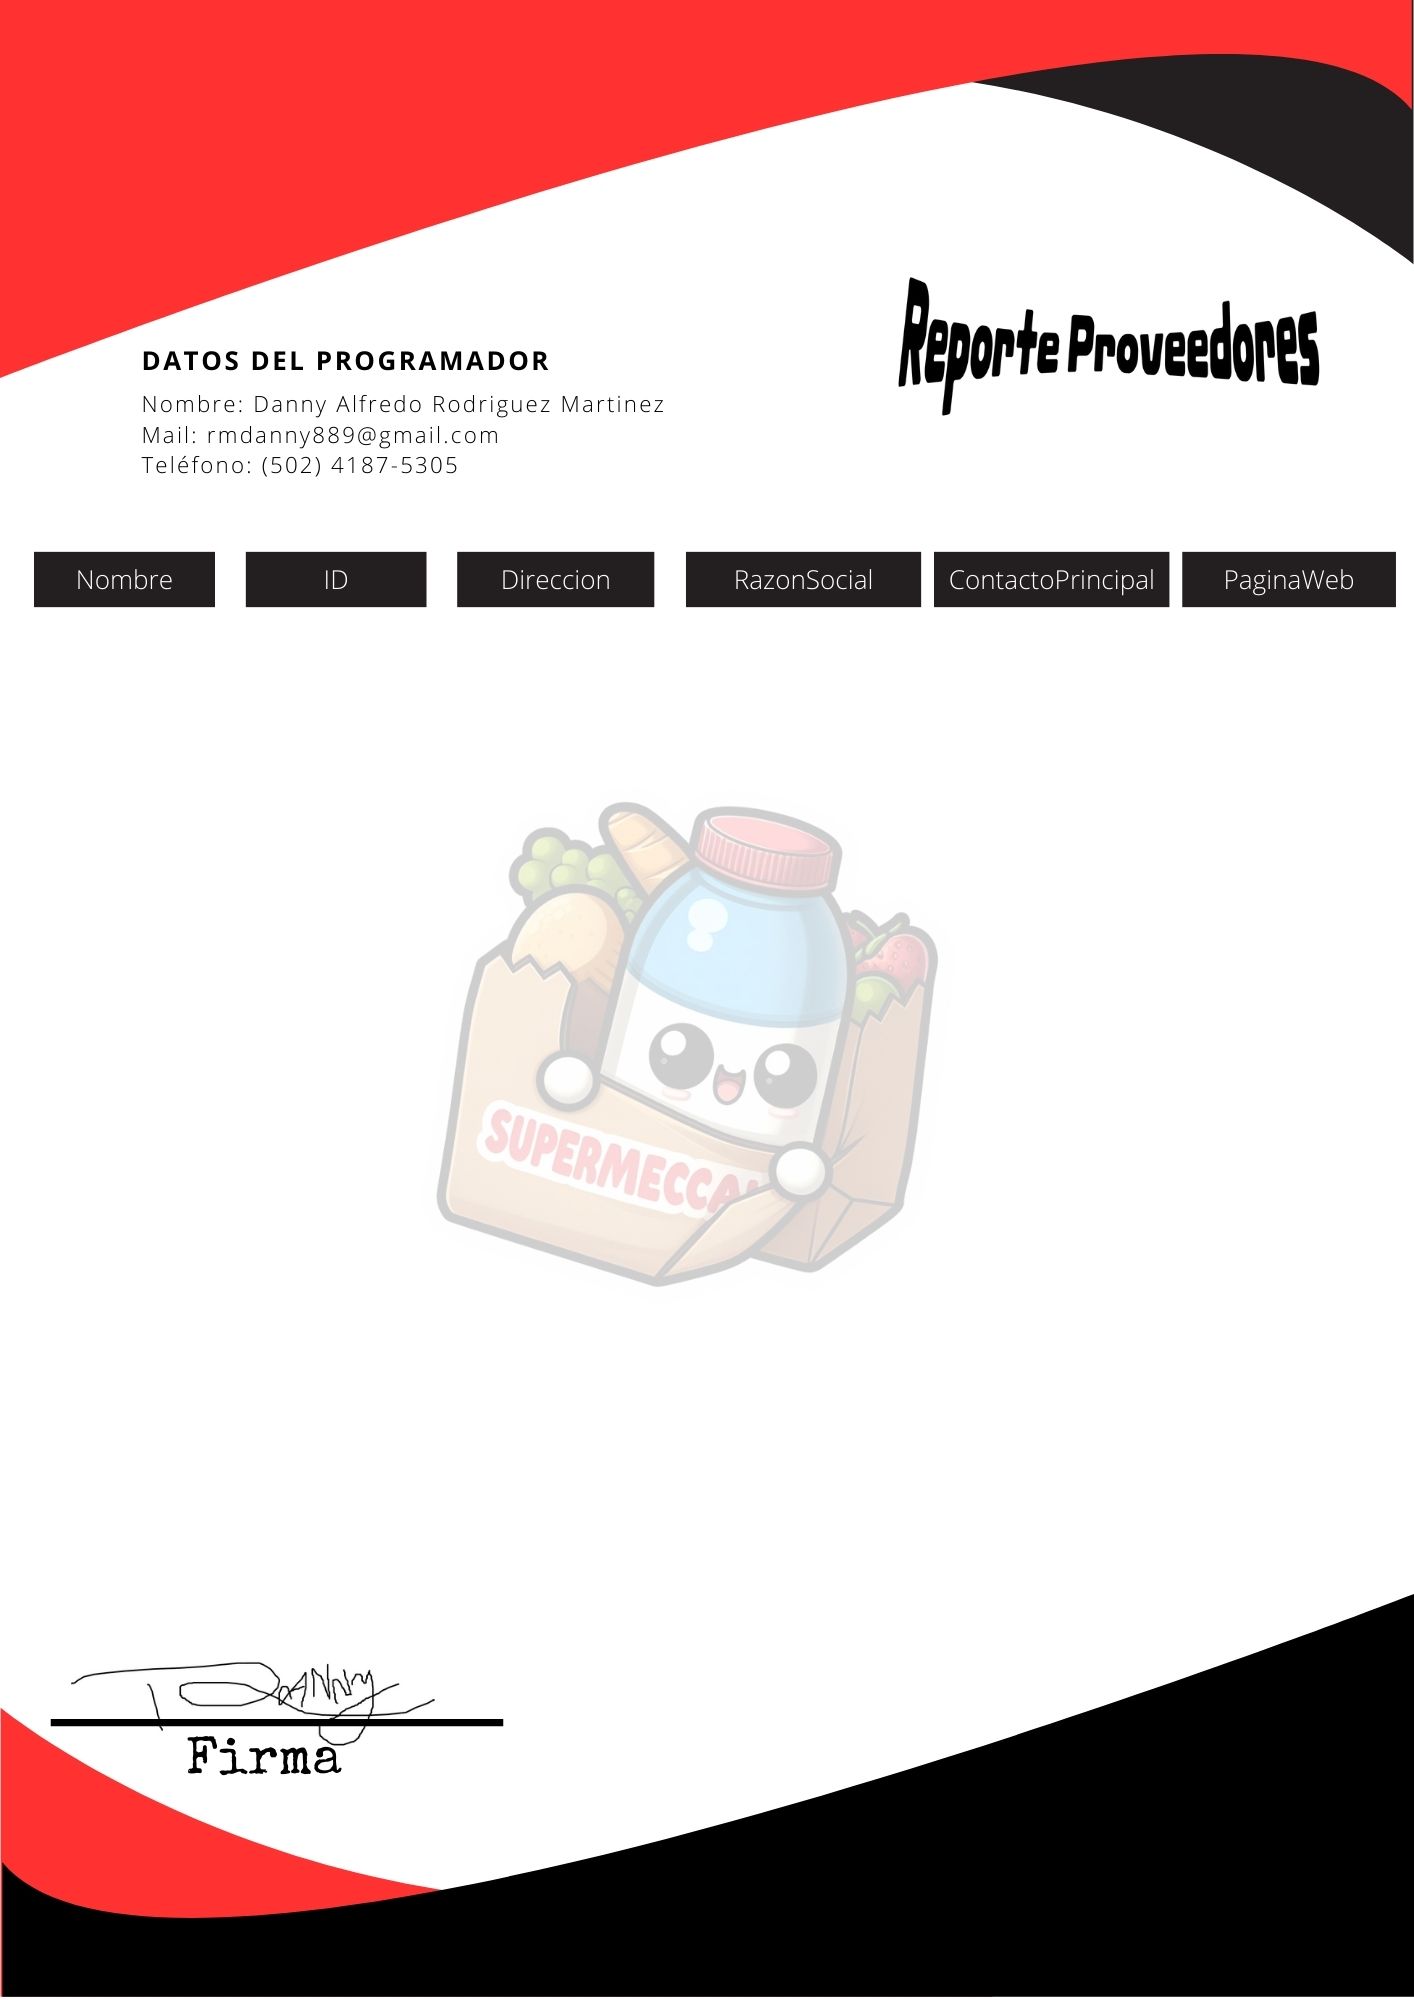 Reporte Proveedores
DATOS DEL PROGRAMADOR
Nombre: Danny Alfredo Rodriguez Martinez
Mail: rmdanny889@gmail.com
Teléfono: (502) 4187-5305
Nombre ID Direccion RazonSocial ContactoPrincipal PaginaWeb
SUPERMECCA
Danny
Firma